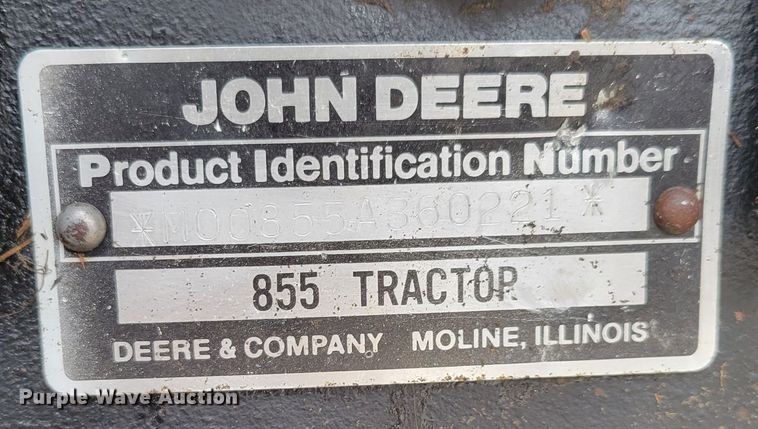 JOHN DEERE
Product Identification Number
*M00855A360221*
855 TRACTOR
DEERE & COMPANY MOLINE, ILLINOIS
Purple Wave Auction